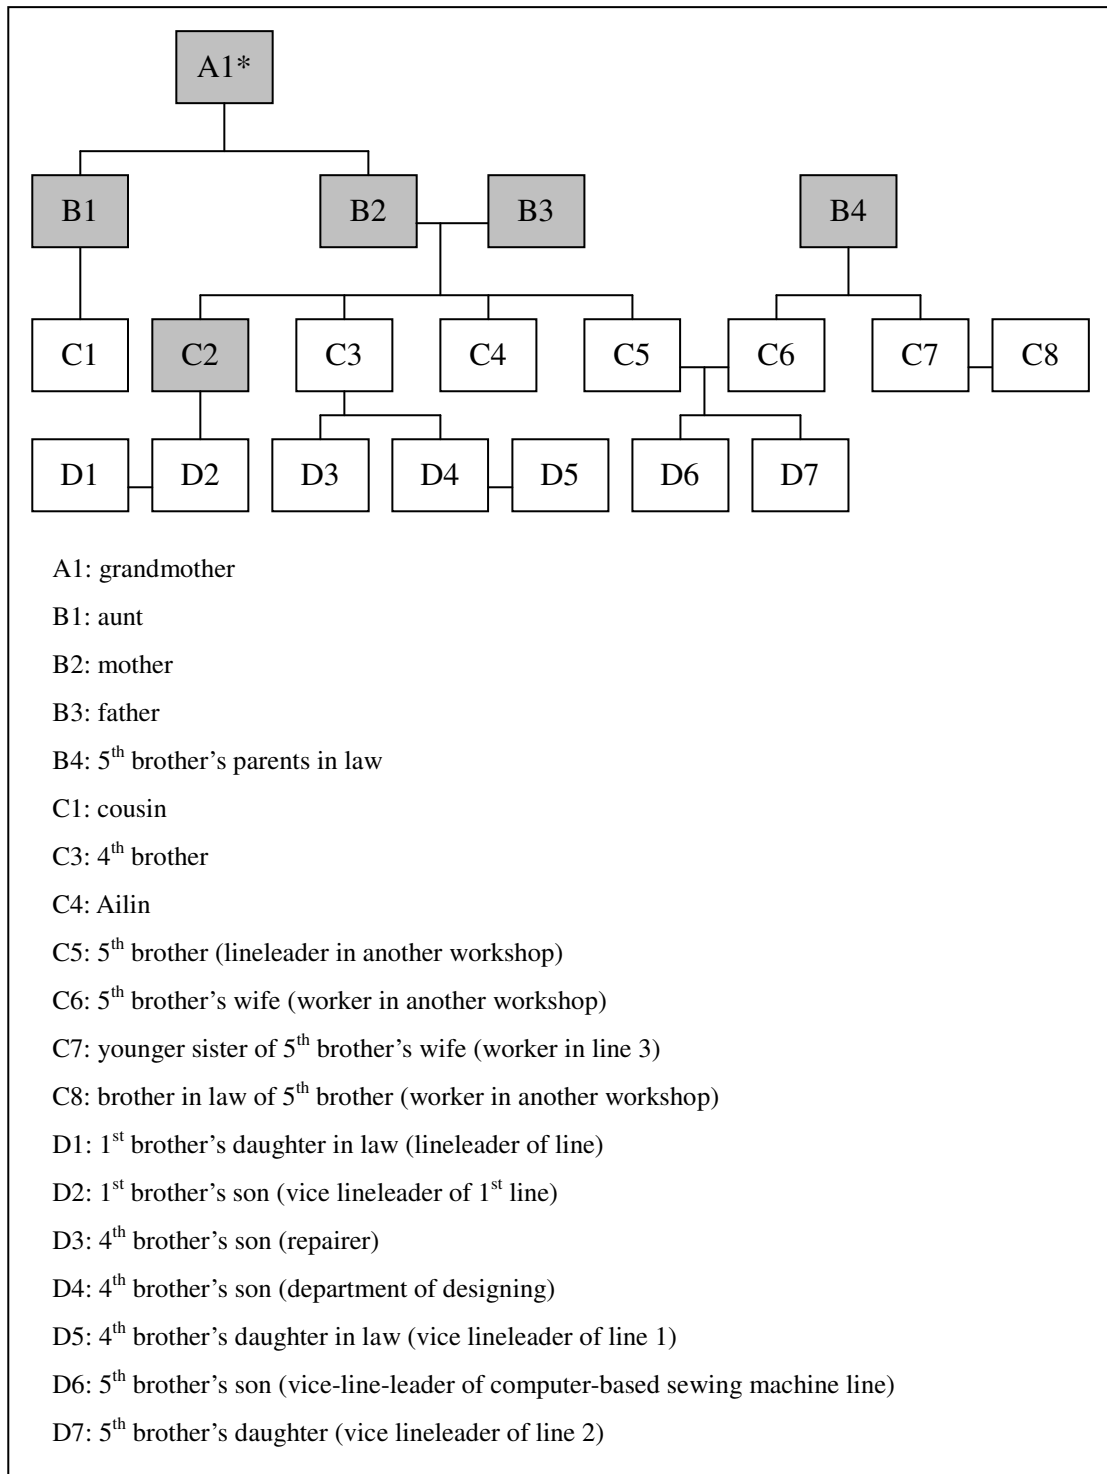 A1*
B1 B2 B3 B4
C1 C2 C3 C4 C5 C6 C7 C8
D1 D2 D3 D4 D5 D6 D7
A1: grandmother
B1: aunt
B2: mother
B3: father
B4: 5th brother’s parents in law
C1: cousin
C3: 4th brother
C4: Ailin
C5: 5th brother (lineleader in another workshop)
C6: 5th brother’s wife (worker in another workshop)
C7: younger sister of 5th brother’s wife (worker in line 3)
C8: brother in law of 5th brother (worker in another workshop)
D1: 1st brother’s daughter in law (lineleader of line)
D2: 1st brother’s son (vice lineleader of 1st line)
D3: 4th brother’s son (repairer)
D4: 4th brother’s son (department of designing)
D5: 4th brother’s daughter in law (vice lineleader of line 1)
D6: 5th brother’s son (vice-line-leader of computer-based sewing machine line)
D7: 5th brother’s daughter (vice lineleader of line 2)